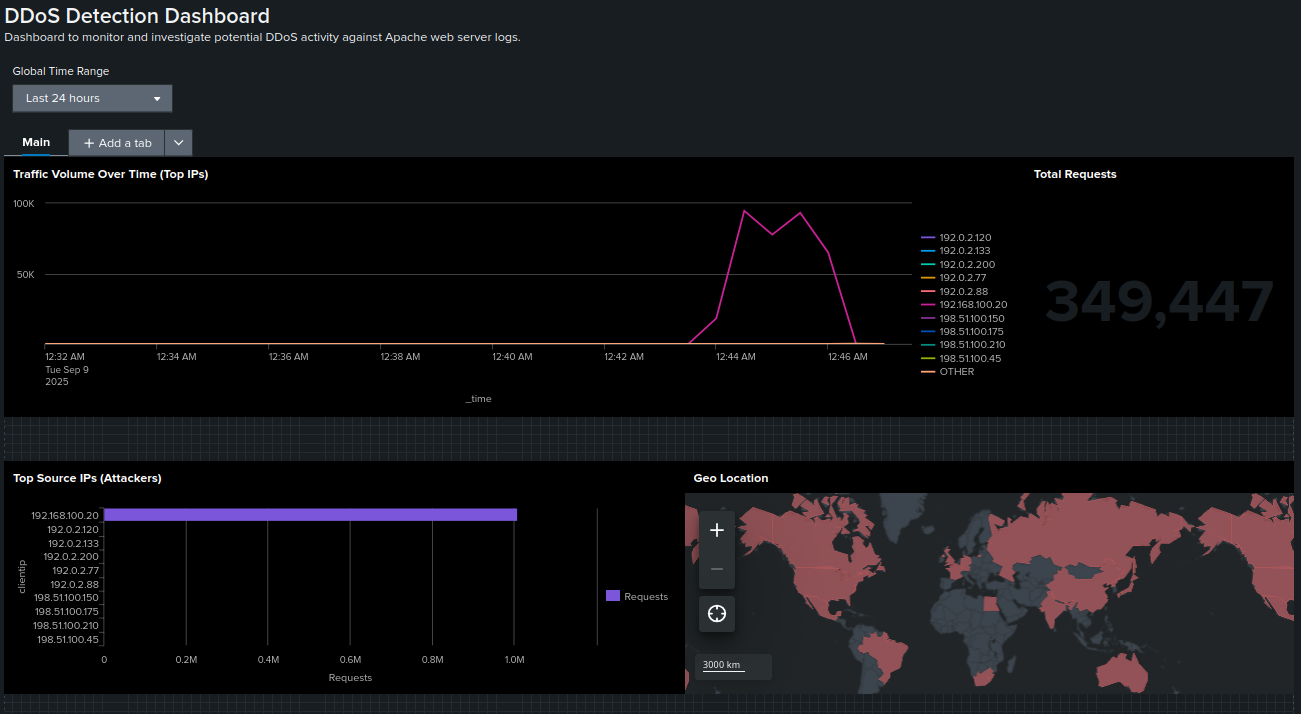 DDoS Detection Dashboard
Dashboard to monitor and investigate potential DDoS activity against Apache web server logs.
Global Time Range
Last 24 hours
Main
+ Add a tab
Traffic Volume Over Time (Top IPs)
Total Requests
100K
50K
12:32 AM
Tue Sep 9
2025
12:34 AM
12:36 AM
12:38 AM
12:40 AM
12:42 AM
12:44 AM
12:46 AM
_time
192.0.2.120
192.0.2.133
192.0.2.200
192.0.2.77
192.0.2.88
192.168.100.20
198.51.100.150
198.51.100.175
198.51.100.210
198.51.100.45
OTHER
349,447
Top Source IPs (Attackers)
Geo Location
clientip
192.168.100.20
192.0.2.120
192.0.2.133
192.0.2.200
192.0.2.77
192.0.2.88
198.51.100.150
198.51.100.175
198.51.100.210
198.51.100.45
0
0.2M
0.4M
0.6M
0.8M
1.0M
Requests
Requests
+
−
3000 km